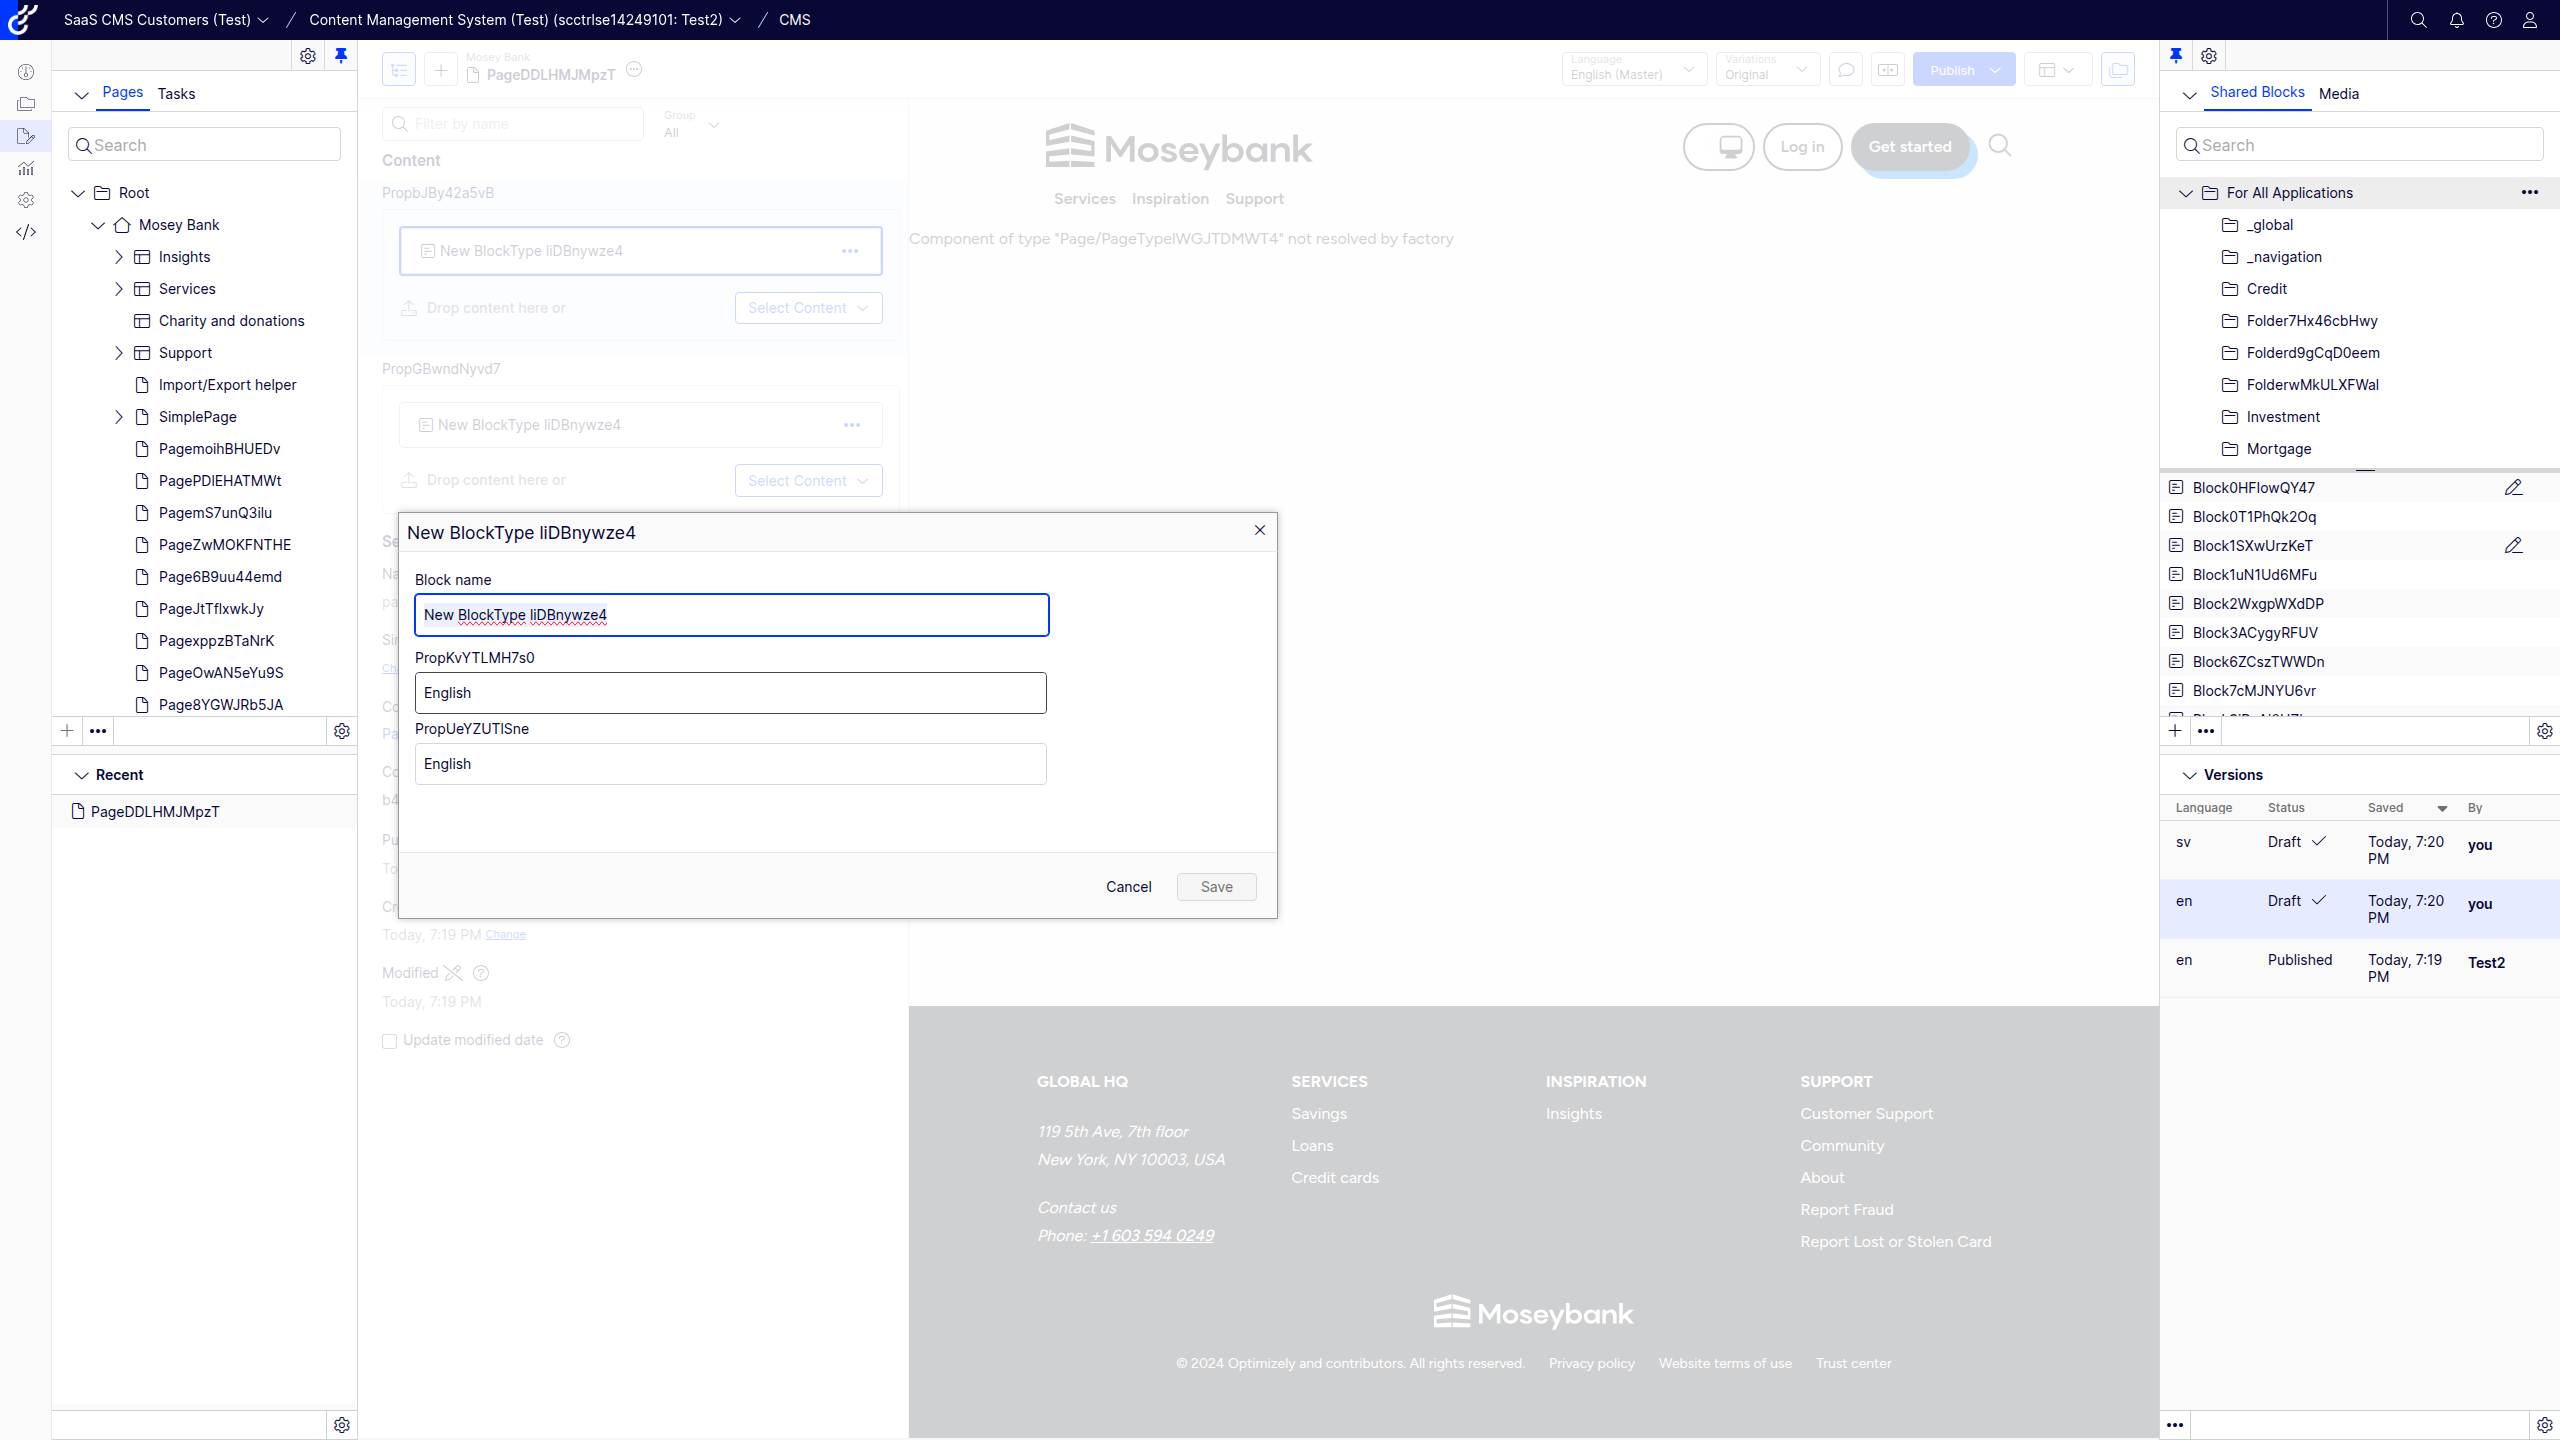 SaaS CMS Customers (Test) / Content Management System (Test) (scctrlse14249101: Test2) / CMS
Pages Tasks
Search
Root
Mosey Bank
Insights
Services
Charity and donations
Support
Import/Export helper
SimplePage
PagemoihBHUEDv
PagePDIEHATMWt
PagemS7unQ3ilu
PageZwMOKFNTHE
Page6B9uu44emd
PageJtTflxwkJy
PagexppzBTaNrK
PageOwAN5eYu9S
Page8YGWJRb5JA
Recent
PageDDLHMJMpzT
Mosey Bank
PageDDLHMJMpzT
Language
English (Master)
Variations
Original
Publish
Filter by name
Group
All
Content
PropbJBy42a5vB
New BlockType liDBnywze4
Drop content here or Select Content
PropGBwndNyvd7
New BlockType liDBnywze4
Drop content here or Select Content
New BlockType liDBnywze4
Block name
New BlockType liDBnywze4
PropKvYTLMH7s0
English
PropUeYZUTISne
English
Cancel Save
Today, 7:19 PM Change
Modified
Today, 7:19 PM
Update modified date
Moseybank
Log in
Get started
Services Inspiration Support
Component of type "Page/PageTypeIWGJTDMWT4" not resolved by factory
GLOBAL HQ
119 5th Ave, 7th floor
New York, NY 10003, USA
Contact us
Phone: +1 603 594 0249
SERVICES
Savings
Loans
Credit cards
INSPIRATION
Insights
SUPPORT
Customer Support
Community
About
Report Fraud
Report Lost or Stolen Card
Moseybank
© 2024 Optimizely and contributors. All rights reserved. Privacy policy Website terms of use Trust center
Shared Blocks Media
Search
For All Applications
_global
_navigation
Credit
Folder7Hx46cbHwy
Folderd9gCqD0eem
FolderwMkULXFWal
Investment
Mortgage
Block0HFlowQY47
Block0T1PhQk2Oq
Block1SXwUrzKeT
Block1uN1Ud6MFu
Block2WxgpWXdDP
Block3ACygyRFUV
Block6ZCszTWWDn
Block7cMJNYU6vr
Versions
Language Status Saved By
sv Draft Today, 7:20 PM you
en Draft Today, 7:20 PM you
en Published Today, 7:19 PM Test2